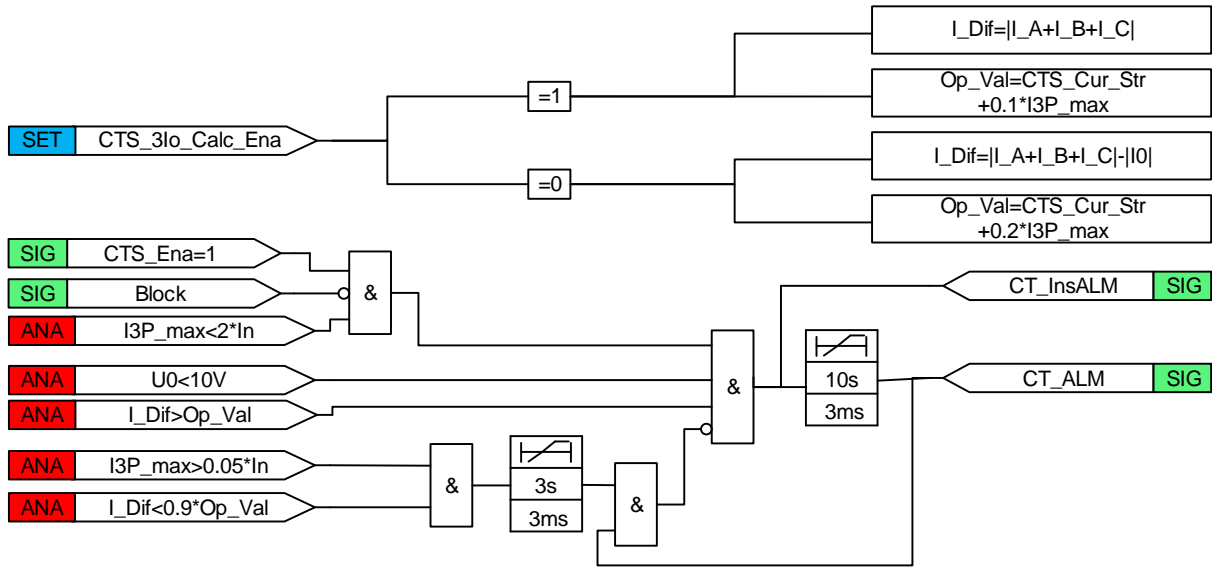 I_Dif=|I_A+I_B+I_C|
=1
Op_Val=CTS_Cur_Str
+0.1*I3P_max
SET CTS_3Io_Calc_Ena
I_Dif=|I_A+I_B+I_C|-|I0|
=0
Op_Val=CTS_Cur_Str
+0.2*I3P_max
SIG CTS_Ena=1
SIG Block
&
ANA I3P_max<2*In
CT_InsALM SIG
ANA U0<10V
&
10s
3ms
CT_ALM SIG
ANA I_Dif>Op_Val
ANA I3P_max>0.05*In
&
3s
3ms
&
ANA I_Dif<0.9*Op_Val